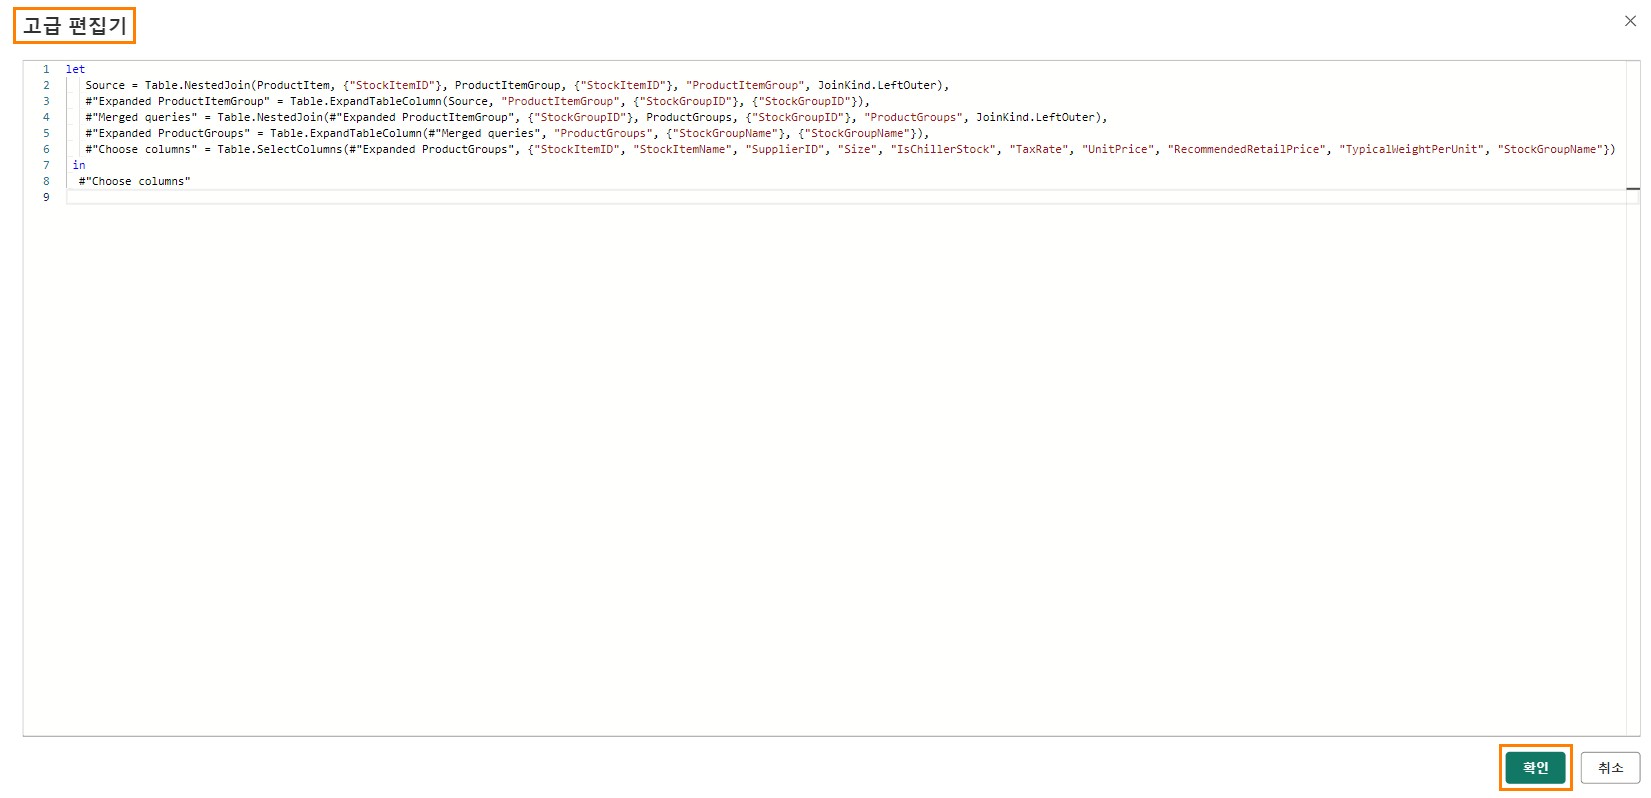 고급 편집기
1 let
2 Source = Table.NestedJoin(ProductItem, {"StockItemID"}, ProductItemGroup, {"StockItemID"}, "ProductItemGroup", JoinKind.LeftOuter),
3 #"Expanded ProductItemGroup" = Table.ExpandTableColumn(Source, "ProductItemGroup", {"StockGroupID"}, {"StockGroupID"}),
4 #"Merged queries" = Table.NestedJoin(#"Expanded ProductItemGroup", {"StockGroupID"}, ProductGroups, {"StockGroupID"}, "ProductGroups", JoinKind.LeftOuter),
5 #"Expanded ProductGroups" = Table.ExpandTableColumn(#"Merged queries", "ProductGroups", {"StockGroupName"}, {"StockGroupName"}),
6 #"Choose columns" = Table.SelectColumns(#"Expanded ProductGroups", {"StockItemID", "StockItemName", "SupplierID", "Size", "IsChillerStock", "TaxRate", "UnitPrice", "RecommendedRetailPrice", "TypicalWeightPerUnit", "StockGroupName"})
7 in
8 #"Choose columns"
9
확인 취소